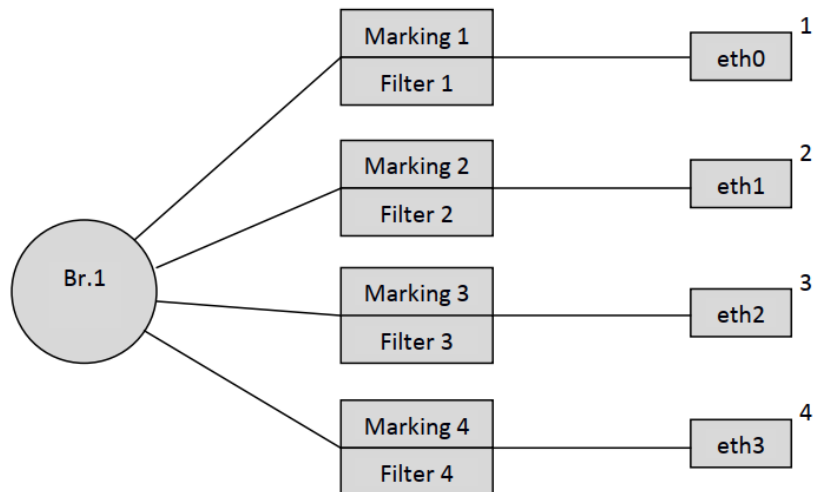 Marking 1
1
Filter 1
eth0
Marking 2
2
Filter 2
eth1
Br.1
Marking 3
3
Filter 3
eth2
Marking 4
4
Filter 4
eth3